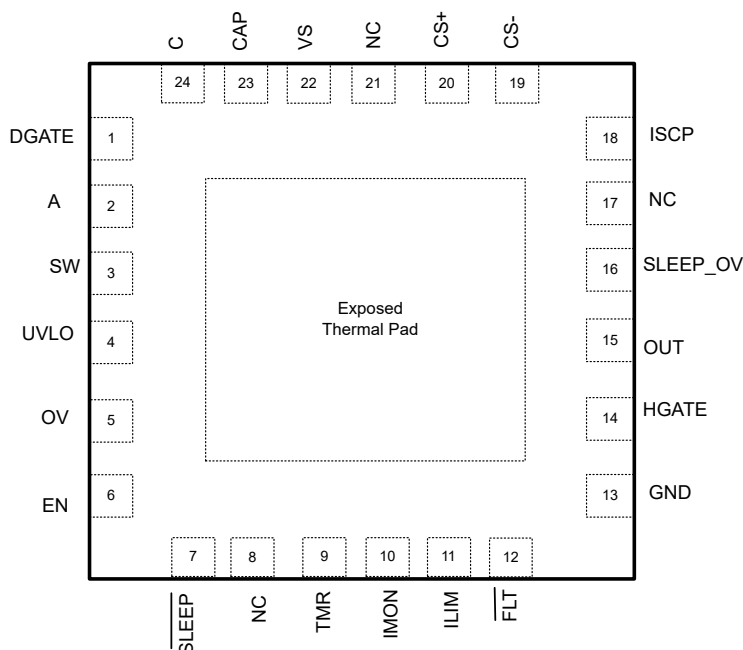 C
CAP
VS
NC
CS+
CS-
24
23
22
21
20
19
DGATE
1
18
ISCP
A
2
17
NC
SW
3
16
SLEEP_OV
Exposed
Thermal Pad
UVLO
4
15
OUT
OV
5
14
HGATE
EN
6
13
GND
7
8
9
10
11
12
SLEEP
NC
TMR
IMON
ILIM
FLT